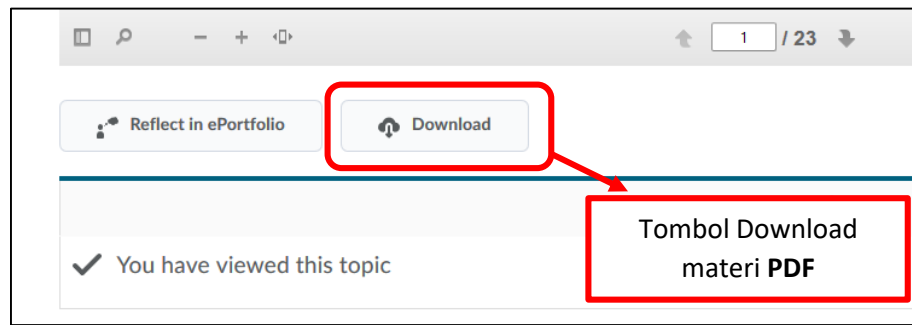 1 / 23
Reflect in ePortfolio Download
Tombol Download
materi PDF
You have viewed this topic